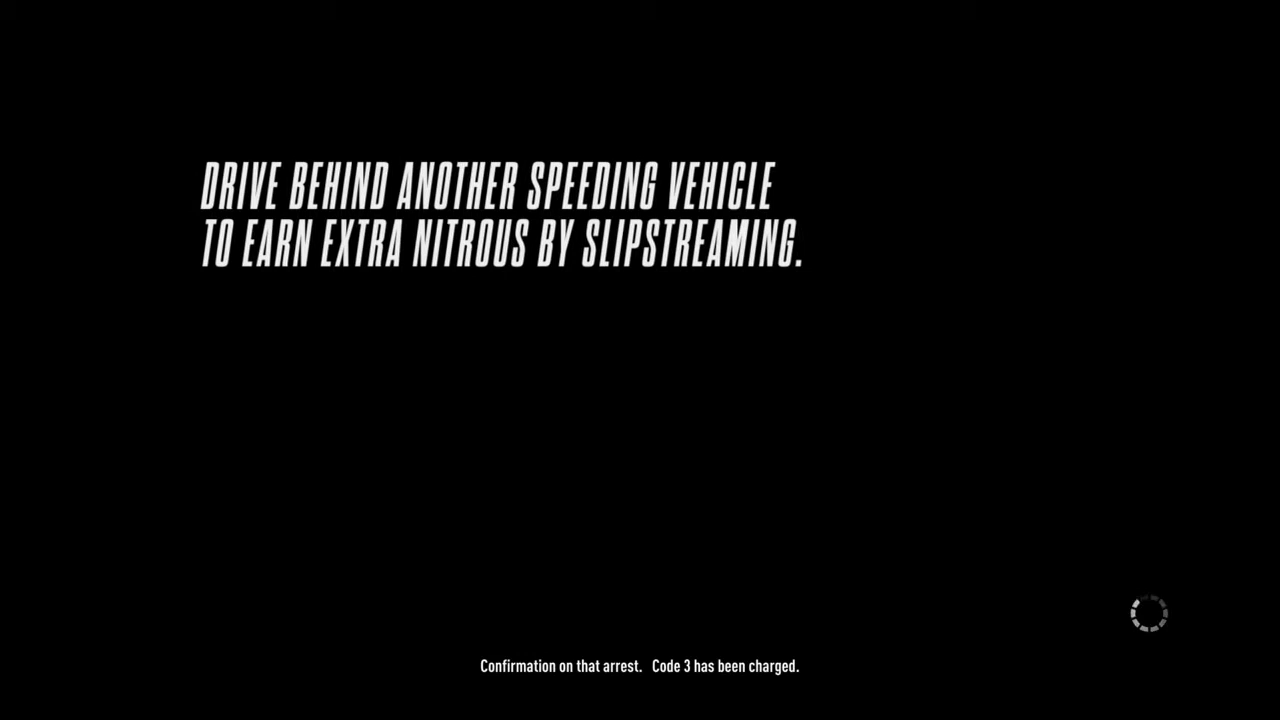 DRIVE BEHIND ANOTHER SPEEDING VEHICLE
TO EARN EXTRA NITROUS BY SLIPSTREAMING.
Confirmation on that arrest. Code 3 has been charged.